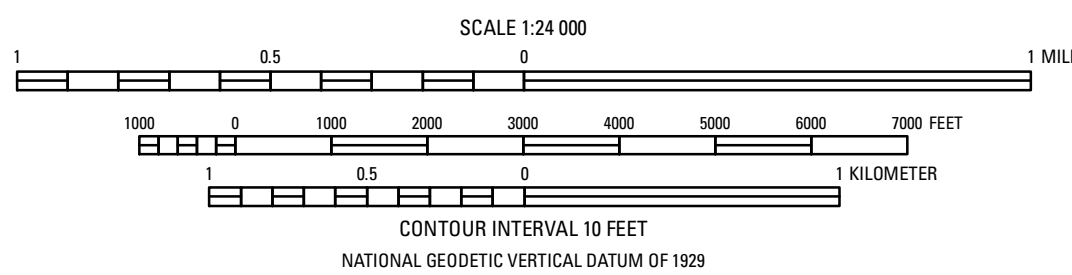 SCALE 1:24 000
1 0.5 0 1
1000 0 1000 2000 3000 4000 5000 6000 7000 FEET
1 0.5 0 1 KILOMETER
CONTOUR INTERVAL 10 FEET
NATIONAL GEODETIC VERTICAL DATUM OF 1929